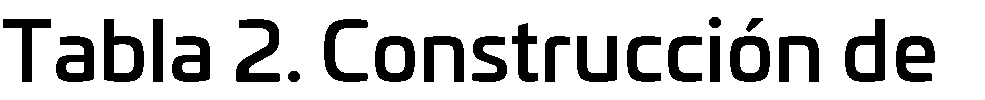 Tabla 2. Construcción de